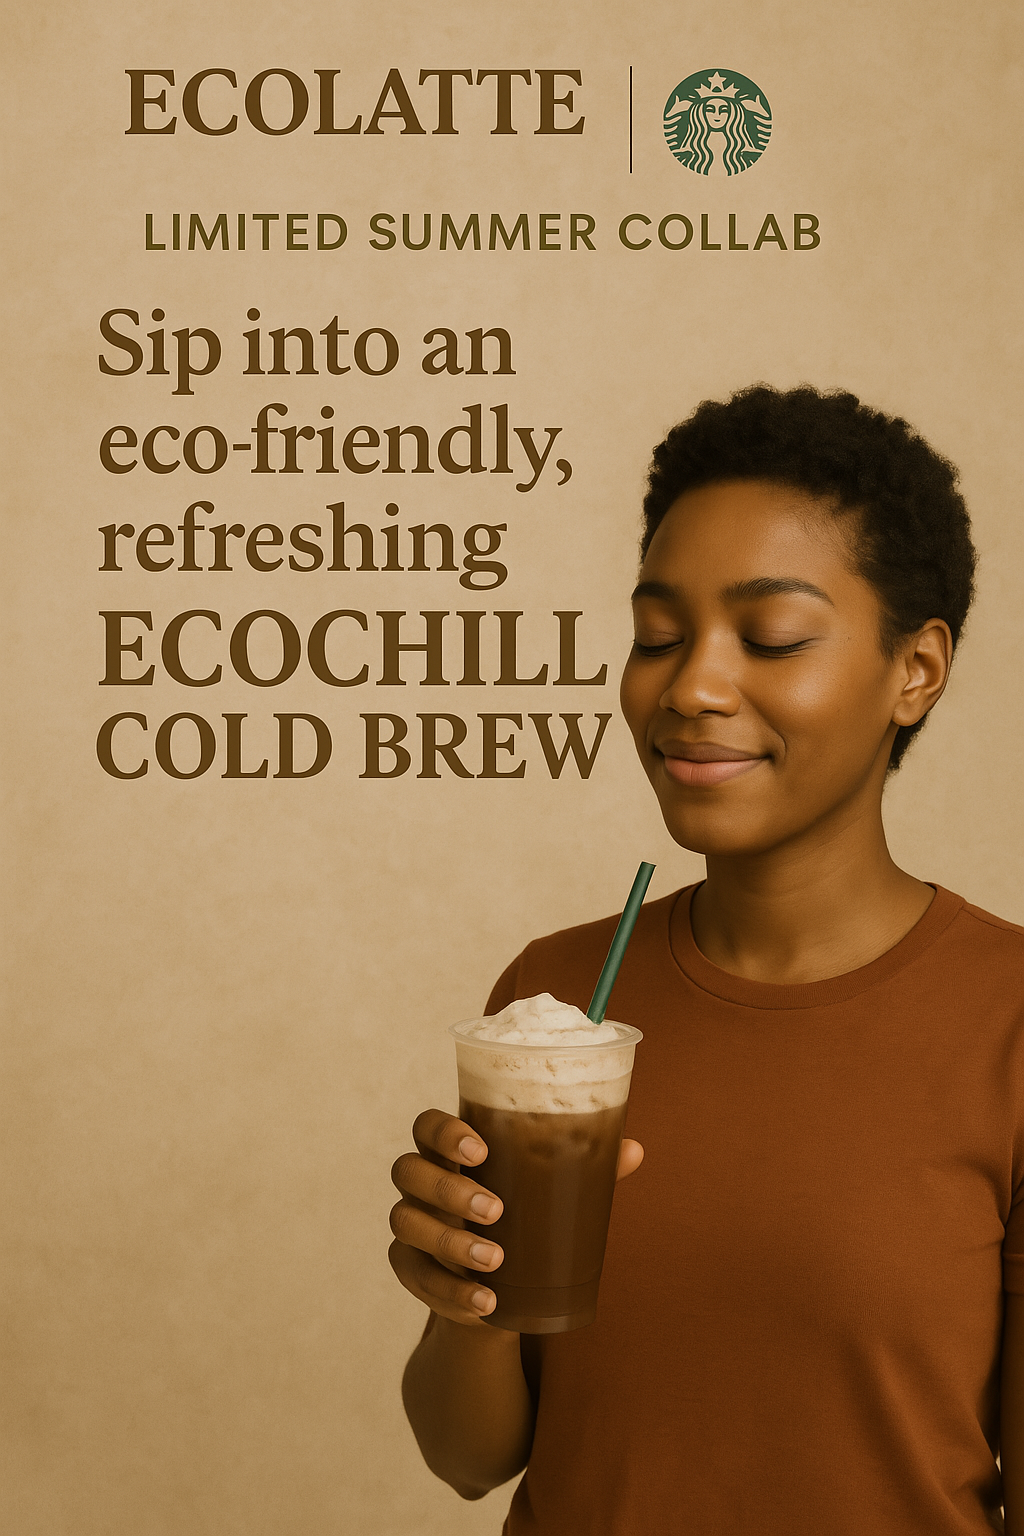 ECOLATTE
LIMITED SUMMER COLLAB
Sip into an
eco-friendly,
refreshing
ECOCHILL
COLD BREW